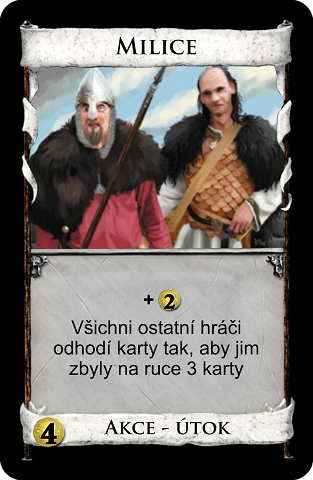 MILICE
+ 2
Všichni ostatní hráči
odhodí karty tak, aby jim
zbyly na ruce 3 karty
4
AKCE - ÚTOK